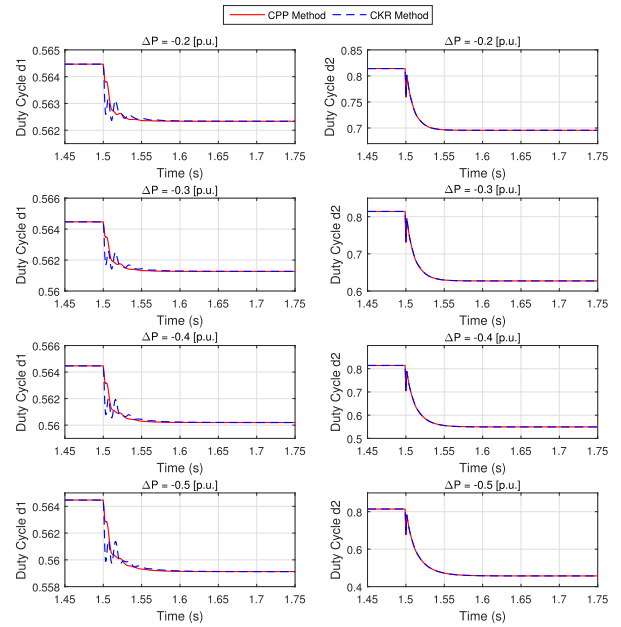 CPP Method CKR Method
ΔP = -0.2 [p.u.]
Duty Cycle d1
0.565
0.564
0.563
0.562
1.45 1.5 1.55 1.6 1.65 1.7 1.75
Time (s)
ΔP = -0.2 [p.u.]
Duty Cycle d2
0.85
0.8
0.75
0.7
1.45 1.5 1.55 1.6 1.65 1.7 1.75
Time (s)
ΔP = -0.3 [p.u.]
Duty Cycle d1
0.566
0.564
0.562
0.56
1.45 1.5 1.55 1.6 1.65 1.7 1.75
Time (s)
ΔP = -0.3 [p.u.]
Duty Cycle d2
0.8
0.7
0.6
1.45 1.5 1.55 1.6 1.65 1.7 1.75
Time (s)
ΔP = -0.4 [p.u.]
Duty Cycle d1
0.566
0.564
0.562
0.56
1.45 1.5 1.55 1.6 1.65 1.7 1.75
Time (s)
ΔP = -0.4 [p.u.]
Duty Cycle d2
0.8
0.7
0.6
0.5
1.45 1.5 1.55 1.6 1.65 1.7 1.75
Time (s)
ΔP = -0.5 [p.u.]
Duty Cycle d1
0.564
0.562
0.56
0.558
1.45 1.5 1.55 1.6 1.65 1.7 1.75
Time (s)
ΔP = -0.5 [p.u.]
Duty Cycle d2
0.8
0.6
0.4
1.45 1.5 1.55 1.6 1.65 1.7 1.75
Time (s)